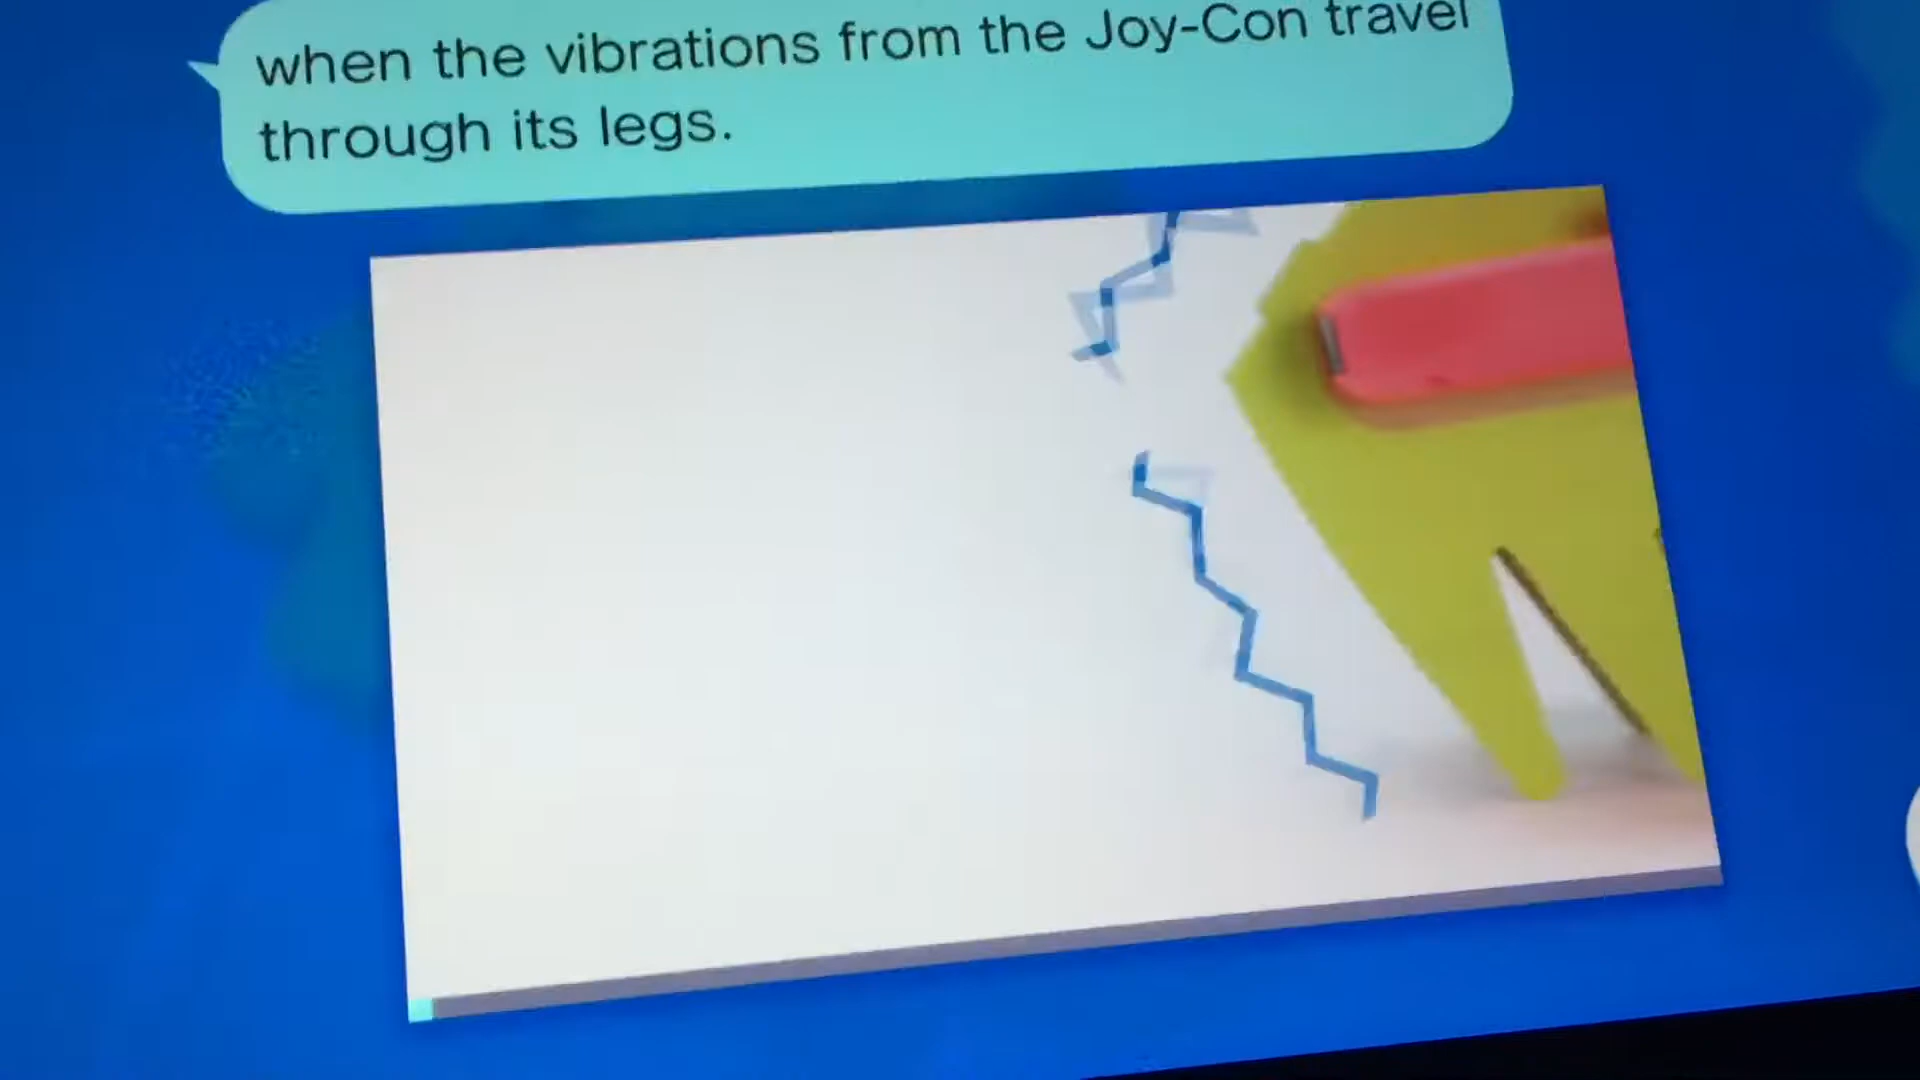 when the vibrations from the Joy-Con travel
through its legs.